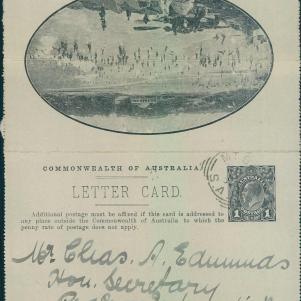 COMMONWEALTH OF AUSTRALIA
LETTER CARD.
Additional postage must be affixed if this card is addressed to
any place outside the Commonwealth of Australia to which the
penny rate of postage does not apply.
1 1
Mr Chas. A. Edmunds
Hon. Secretary